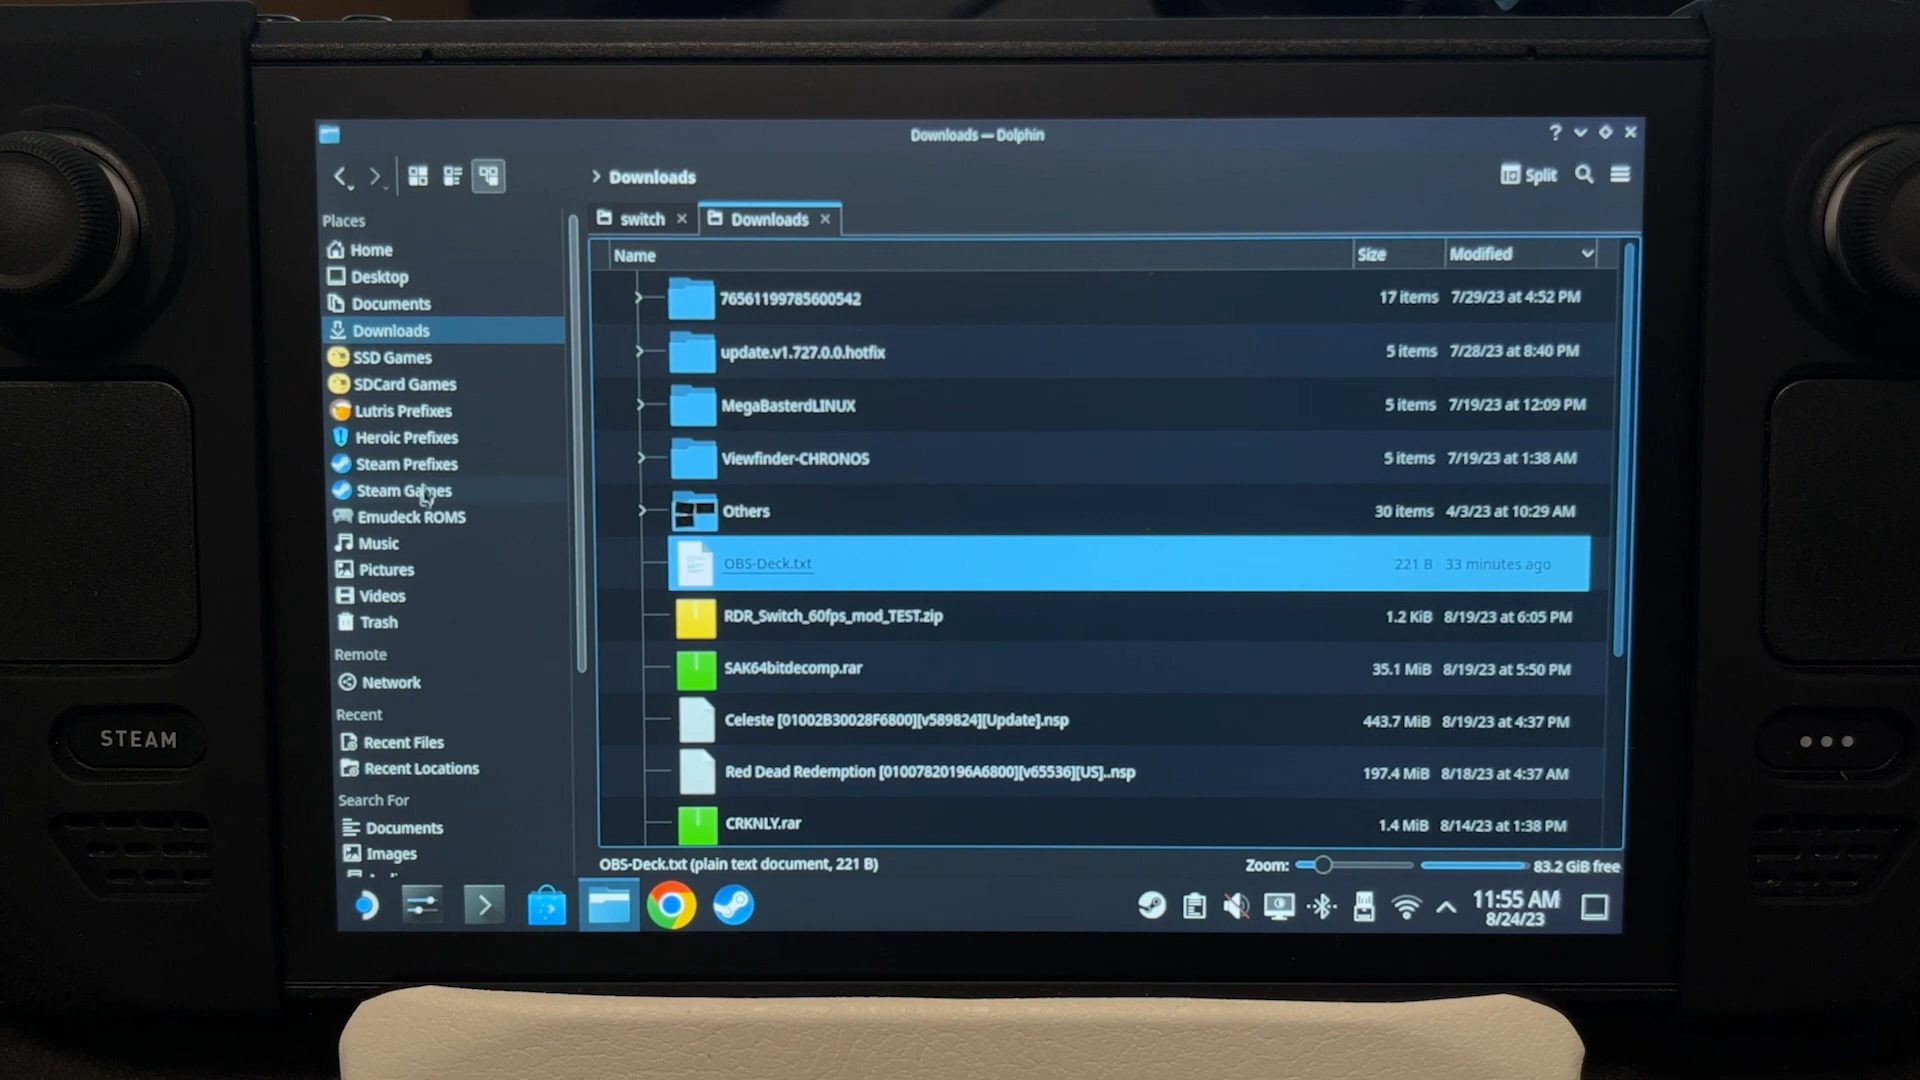 Downloads — Dolphin
Split
Downloads
Places
Home
Desktop
Documents
Downloads
SSD Games
SDCard Games
Lutris Prefixes
Heroic Prefixes
Steam Prefixes
Steam Games
Emudeck ROMS
Music
Pictures
Videos
Trash
Remote
Network
Recent
Recent Files
Recent Locations
Search For
Documents
Images
switch
Downloads
Name Size Modified
76561199785600542 17 items 7/29/23 at 4:52 PM
update.v1.727.0.0.hotfix 5 items 7/28/23 at 8:40 PM
MegaBasterdLINUX 5 items 7/19/23 at 12:09 PM
Viewfinder-CHRONOS 5 items 7/19/23 at 1:38 AM
Others 30 items 4/3/23 at 10:29 AM
OBS-Deck.txt 221 B 33 minutes ago
RDR_Switch_60fps_mod_TEST.zip 1.2 KiB 8/19/23 at 6:05 PM
SAK64bitdecomp.rar 35.1 MiB 8/19/23 at 5:50 PM
Celeste [01002B30028F6800][v589824][Update].nsp 443.7 MiB 8/19/23 at 4:37 PM
Red Dead Redemption [01007820196A6800][v65536][US]..nsp 197.4 MiB 8/18/23 at 4:37 AM
CRKNLY.rar 1.4 MiB 8/14/23 at 1:38 PM
OBS-Deck.txt (plain text document, 221 B) Zoom: 83.2 GiB free
11:55 AM
8/24/23
STEAM